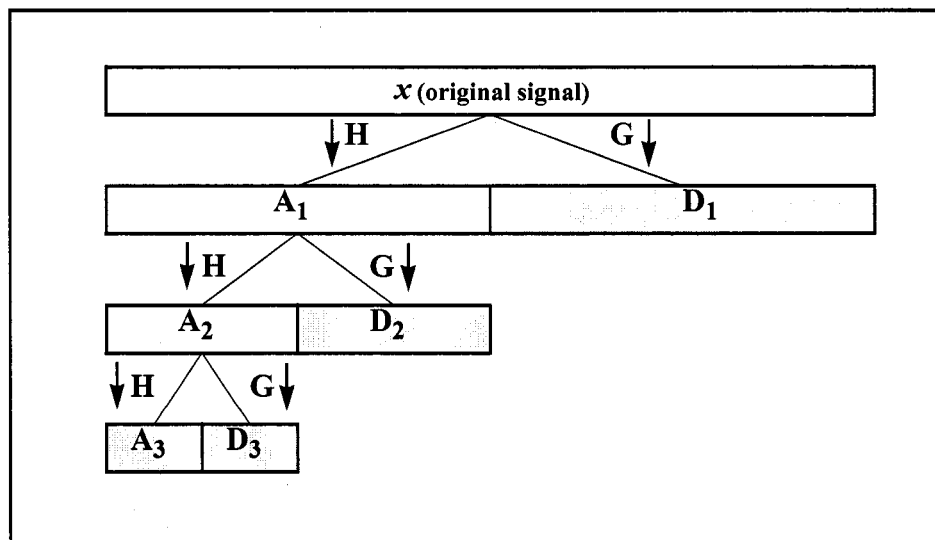 x (original signal)
H G
A1 D1
H G
A2 D2
H G
A3 D3